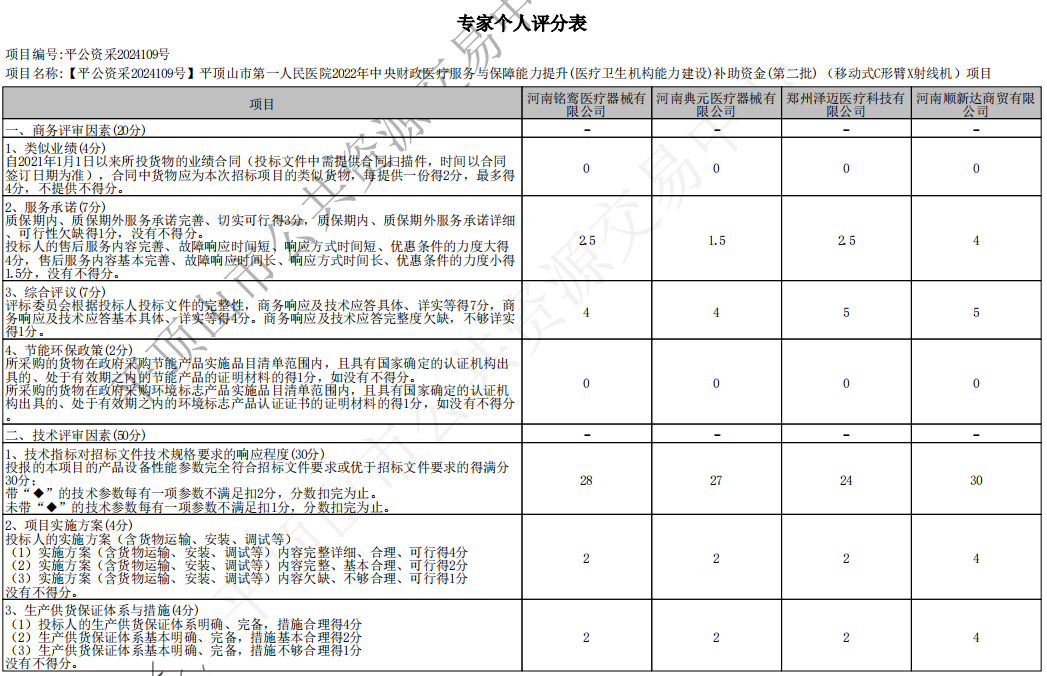 专家个人评分表
项目编号:平公资采2024109号
项目名称:【平公资采2024109号】平顶山市第一人民医院2022年中央财政医疗服务与保障能力提升(医疗卫生机构能力建设)补助资金(第二批)（移动式C形臂X射线机）项目
项目 河南铭鸾医疗器械有限公司 河南典元医疗器械有限公司 郑州泽迈医疗科技有限公司 河南顺新达商贸有限公司
一、商务评审因素(20分) － － － －
1、类似业绩(4分)
自2021年1月1日以来所投货物的业绩合同（投标文件中需提供合同扫描件，时间以合同
签订日期为准），合同中货物应为本次招标项目的类似货物，每提供一份得2分，最多得
4分，不提供不得分。
0 0 0 0
2、服务承诺(7分)
质保期内、质保期外服务承诺完善、切实可行得3分，质保期内、质保期外服务承诺详细
、可行性欠缺得1分，没有不得分。
投标人的售后服务内容完善、故障响应时间短、响应方式时间短、优惠条件的力度大得
4分，售后服务内容基本完善、故障响应时间长、响应方式时间长、优惠条件的力度小得
1.5分，没有不得分。
2.5 1.5 2.5 4
3、综合评议(7分)
评标委员会根据投标人投标文件的完整性，商务响应及技术应答具体、详实等得7分，商
务响应及技术应答基本具体、详实等得4分。商务响应及技术应答完整度欠缺，不够详实
得1分。
4 4 5 5
4、节能环保政策(2分)
所采购的货物在政府采购节能产品实施品目清单范围内，且具有国家确定的认证机构出
具的、处于有效期之内的节能产品的证明材料的得1分，如没有不得分。
所采购的货物在政府采购环境标志产品实施品目清单范围内，且具有国家确定的认证机
构出具的、处于有效期之内的环境标志产品认证证书的证明材料的得1分，如没有不得分
。
0 0 0 0
二、技术评审因素(50分) － － － －
1、技术指标对招标文件技术规格要求的响应程度(30分)
投报的本项目的产品设备性能参数完全符合招标文件要求或优于招标文件要求的得满分
30分；
带“◆”的技术参数每有一项参数不满足扣2分，分数扣完为止。
未带“◆”的技术参数每有一项参数不满足扣1分，分数扣完为止。
28 27 24 30
2、项目实施方案(4分)
投标人的实施方案（含货物运输、安装、调试等）
（1）实施方案（含货物运输、安装、调试等）内容完整详细、合理、可行得4分
（2）实施方案（含货物运输、安装、调试等）内容完整、基本合理、可行得2分
（3）实施方案（含货物运输、安装、调试等）内容欠缺、不够合理、可行得1分
没有不得分。
2 2 2 4
3、生产供货保证体系与措施(4分)
（1）投标人的生产供货保证体系明确、完备，措施合理得4分
（2）生产供货保证体系基本明确、完备，措施基本合理得2分
（3）生产供货保证体系基本明确、完备，措施不够合理得1分
没有不得分。
2 2 2 4
平顶山市公共资源交易中
平顶山市公共资源交易中